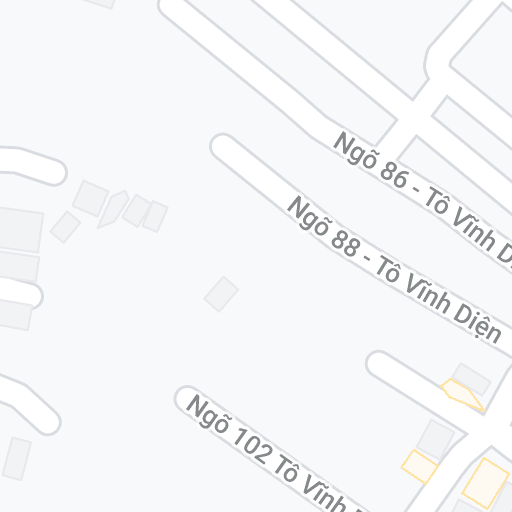 Ngõ 86 - Tô Vĩnh D
Ngõ 88 - Tô Vĩnh Diện
Ngõ 102 Tô Vĩnh